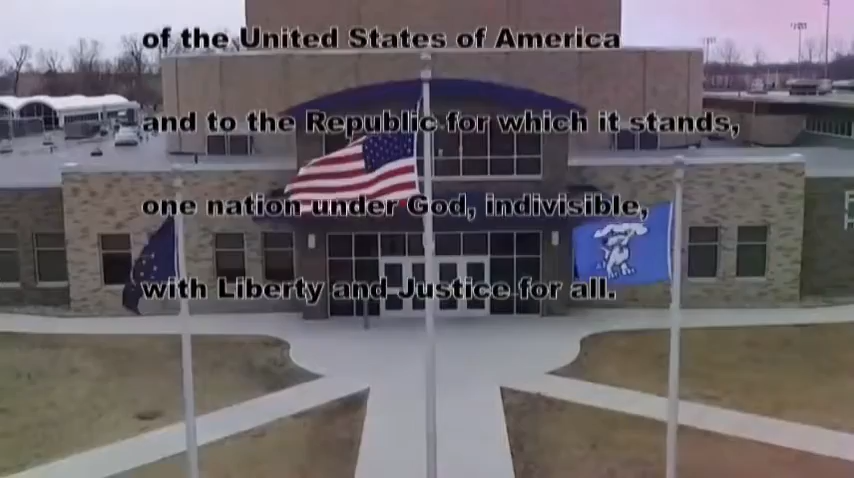 of the United States of America
and to the Republic for which it stands,
one nation under God, indivisible,
with Liberty and Justice for all.